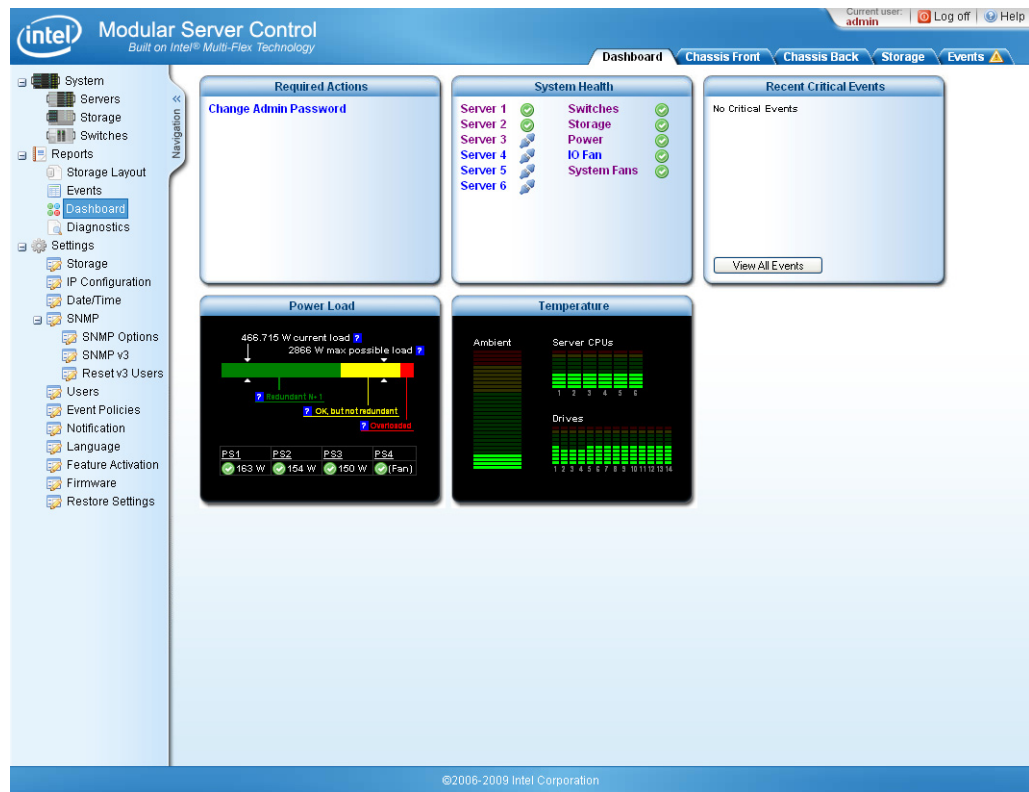 intel®
Modular Server Control
Built on Intel® Multi-Flex Technology
Current user:
admin
Log off
Help
Dashboard
Chassis Front
Chassis Back
Storage
Events
System
Servers
Storage
Switches
Reports
Storage Layout
Events
Dashboard
Diagnostics
Settings
Storage
IP Configuration
Date/Time
SNMP
SNMP Options
SNMP v3
Reset v3 Users
Users
Event Policies
Notification
Language
Feature Activation
Firmware
Restore Settings
«
Navigation
Required Actions
Change Admin Password
System Health
Server 1
Server 2
Server 3
Server 4
Server 5
Server 6
Switches
Storage
Power
IO Fan
System Fans
Recent Critical Events
No Critical Events
View All Events
Power Load
466.715 W current load ?
2866 W max possible load ?
? Redundant N+1
? OK, but not redundant
? Overloaded
PS1 PS2 PS3 PS4
163 W 154 W 150 W (Fan)
Temperature
Ambient
Server CPUs
1 2 3 4 5 6
Drives
1 2 3 4 5 6 7 8 9 10 11 12 13 14
©2006-2009 Intel Corporation